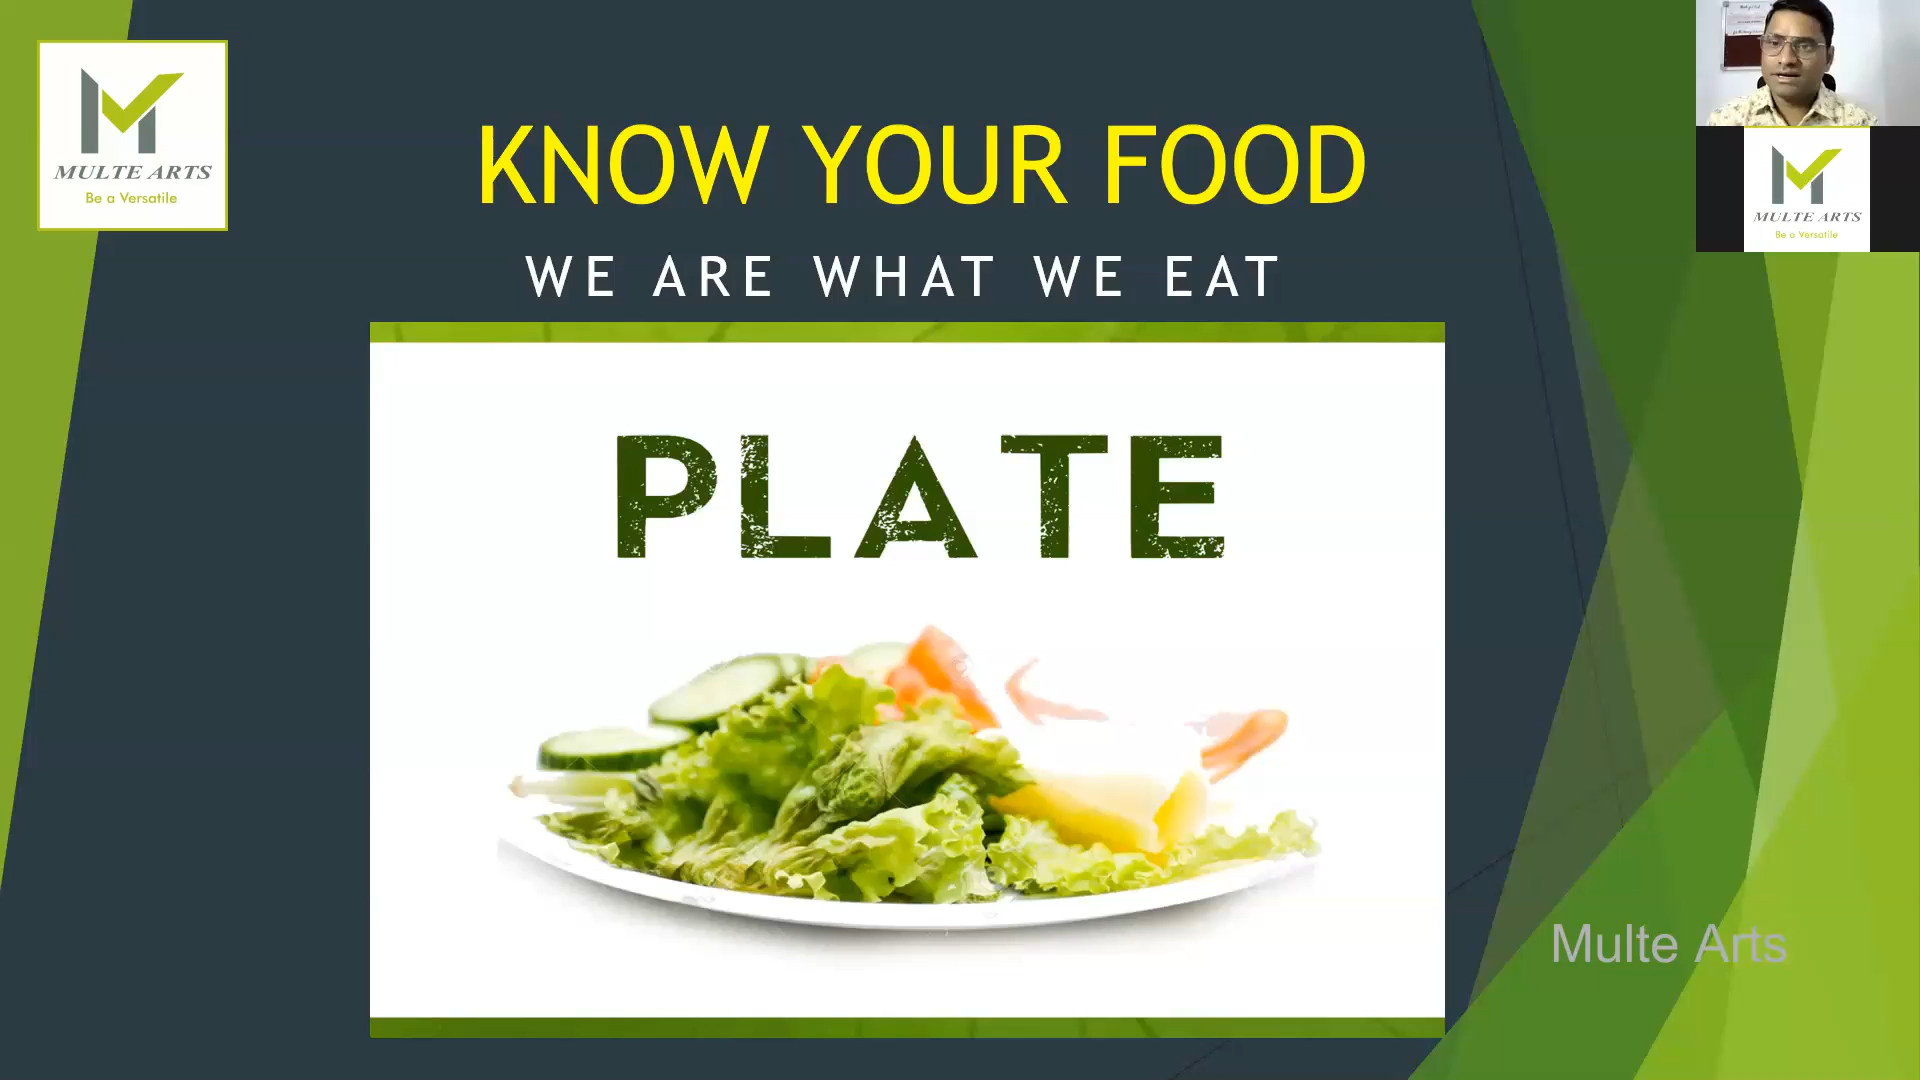 MULTE ARTS
Be a Versatile
KNOW YOUR FOOD
WE ARE WHAT WE EAT
PLATE
MULTE ARTS
Be a Versatile
Multe Arts